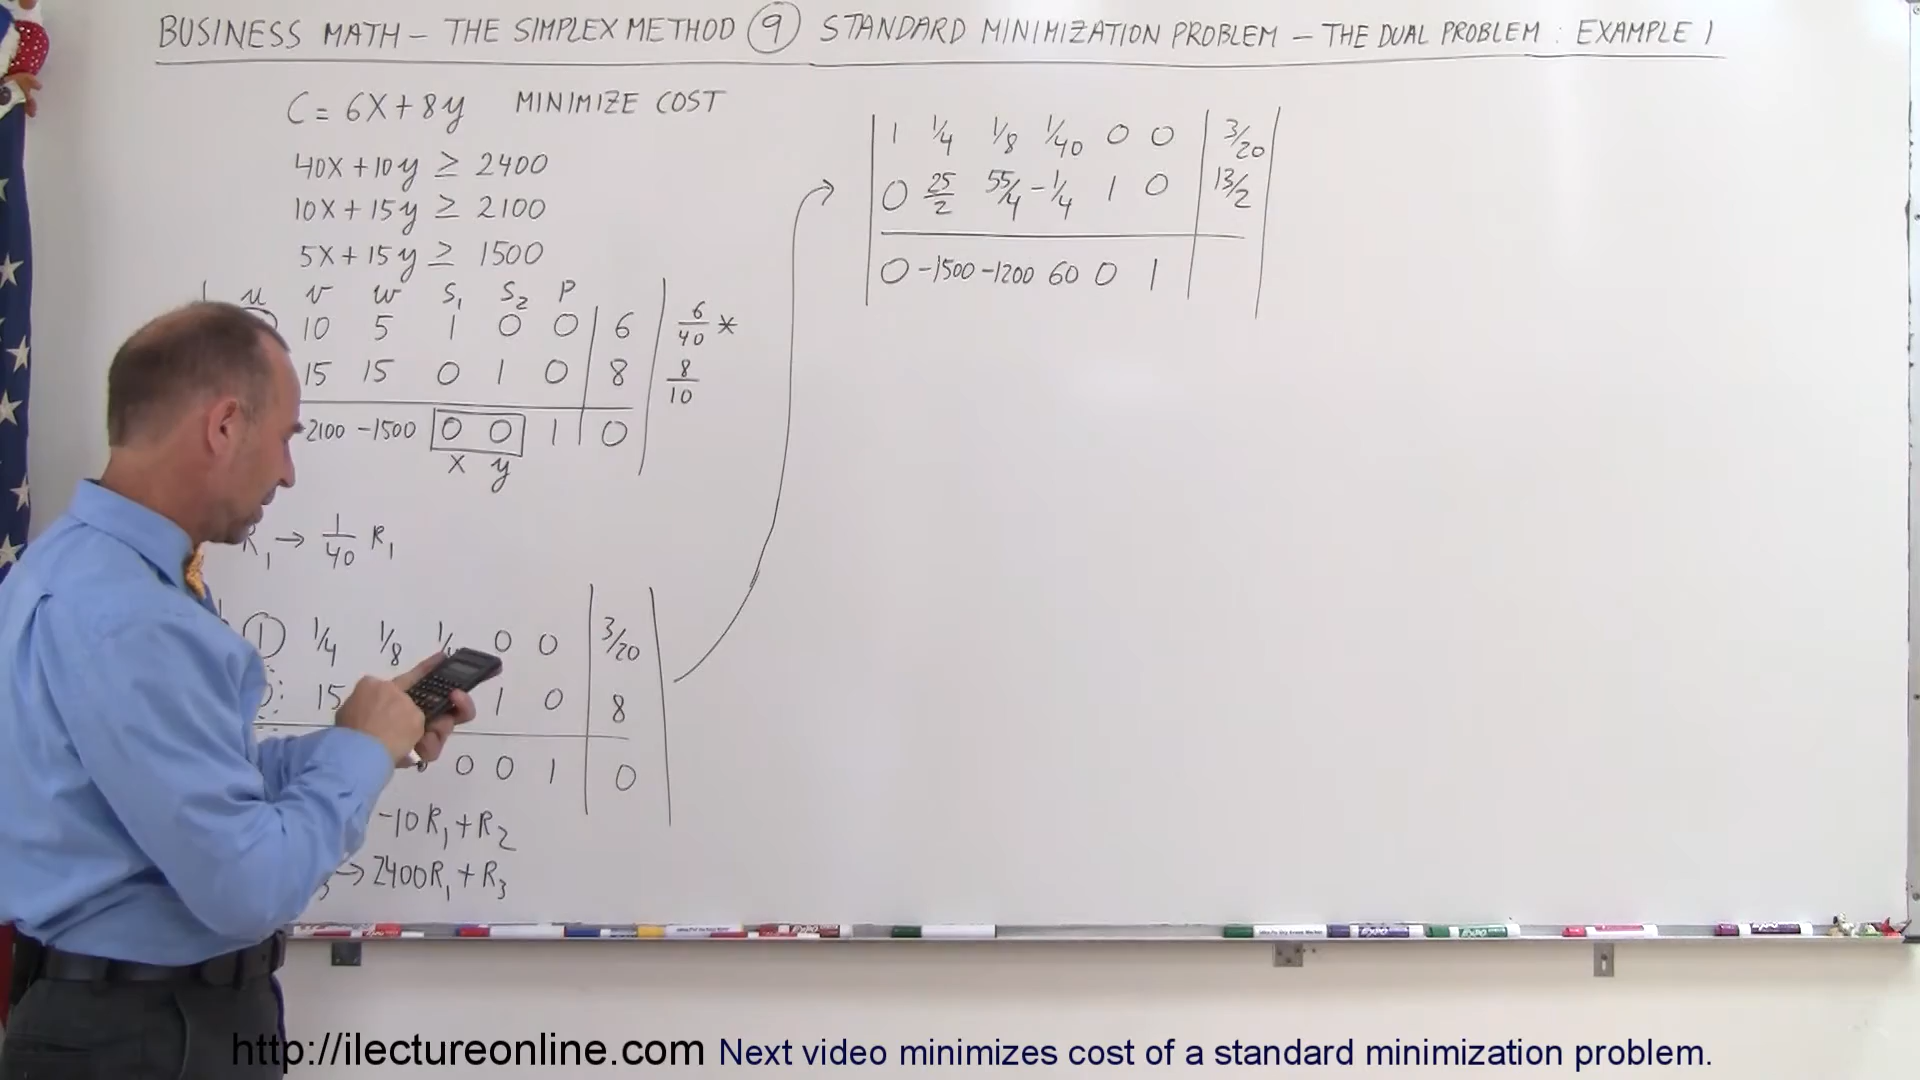 BUSINESS MATH – THE SIMPLEX METHOD 9 STANDARD MINIMIZATION PROBLEM – THE DUAL PROBLEM : EXAMPLE 1
C = 6X + 8y MINIMIZE COST
40X + 10y ≥ 2400
10X + 15y ≥ 2100
5X + 15y ≥ 1500
u v w S₁ S₂ P
10 5 1 0 0 | 6 | 6/40 *
15 15 0 1 0 | 8 | 8/10
-2100 -1500 0 0 1 | 0
x y
R₁ → 1/40 R₁
1 1/4 1/8 0 0 | 3/20
15 1 0 | 8
0 0 1 | 0
-10R₁ + R₂
→ 2400R₁ + R₃
1 1/4 1/8 1/40 0 0 | 3/20
0 25/2 55/4 -1/4 1 0 | 13/2
0 -1500 -1200 60 0 1
http://ilectureonline.com Next video minimizes cost of a standard minimization problem.